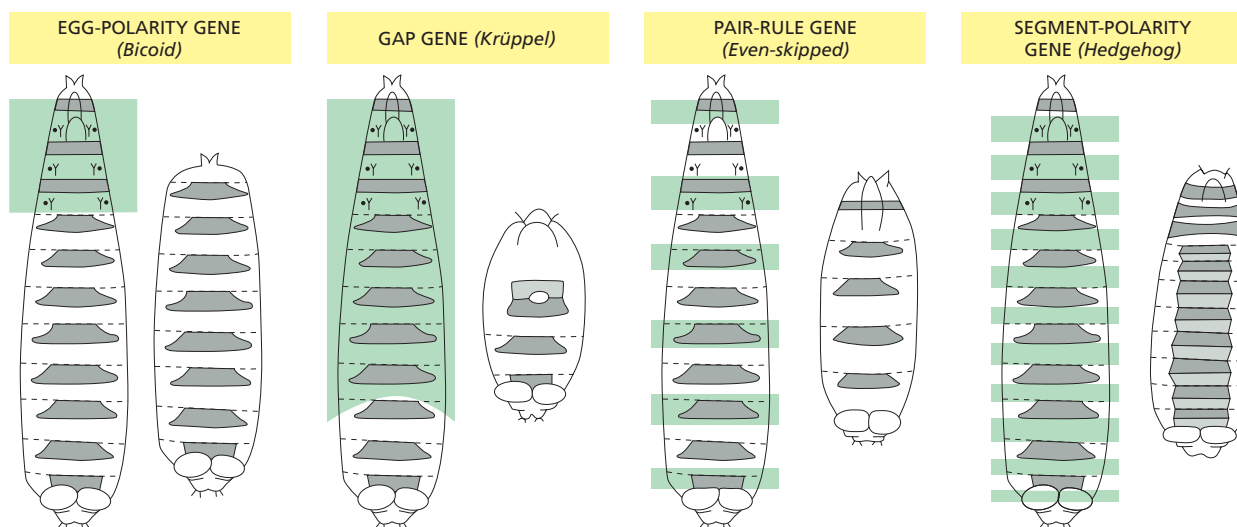 EGG-POLARITY GENE
(Bicoid)
GAP GENE (Krüppel)
PAIR-RULE GENE
(Even-skipped)
SEGMENT-POLARITY
GENE (Hedgehog)